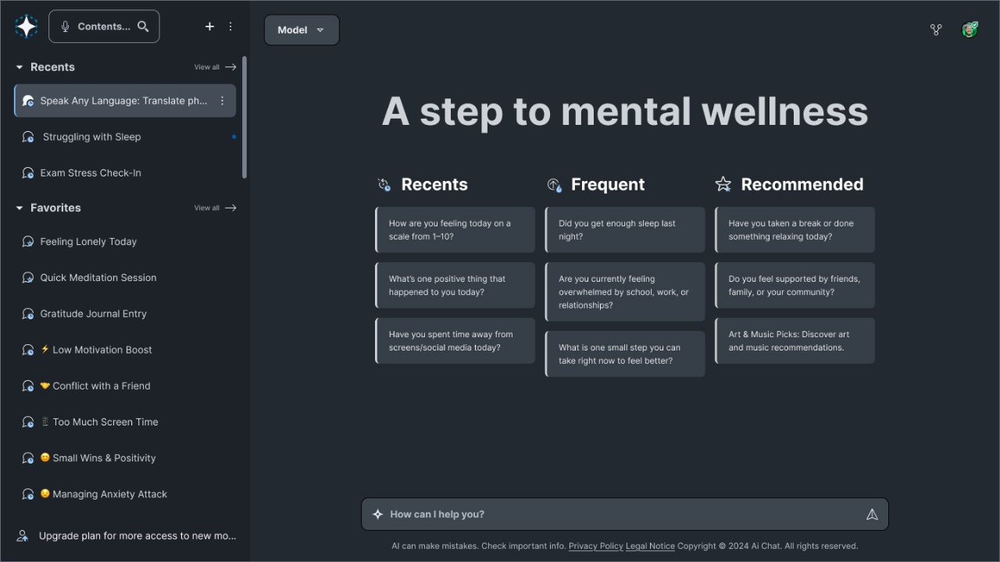 Contents...
Recents
View all
Speak Any Language: Translate ph...
Struggling with Sleep
Exam Stress Check-In
Favorites
View all
Feeling Lonely Today
Quick Meditation Session
Gratitude Journal Entry
⚡ Low Motivation Boost
🤝 Conflict with a Friend
📱 Too Much Screen Time
😊 Small Wins & Positivity
😟 Managing Anxiety Attack
Upgrade plan for more access to new mo...
Model
A step to mental wellness
Recents
How are you feeling today on a
scale from 1–10?
What's one positive thing that
happened to you today?
Have you spent time away from
screens/social media today?
Frequent
Did you get enough sleep last
night?
Are you currently feeling
overwhelmed by school, work, or
relationships?
What is one small step you can
take right now to feel better?
Recommended
Have you taken a break or done
something relaxing today?
Do you feel supported by friends,
family, or your community?
Art & Music Picks: Discover art
and music recommendations.
How can I help you?
AI can make mistakes. Check important info. Privacy Policy Legal Notice Copyright © 2024 Ai Chat. All rights reserved.